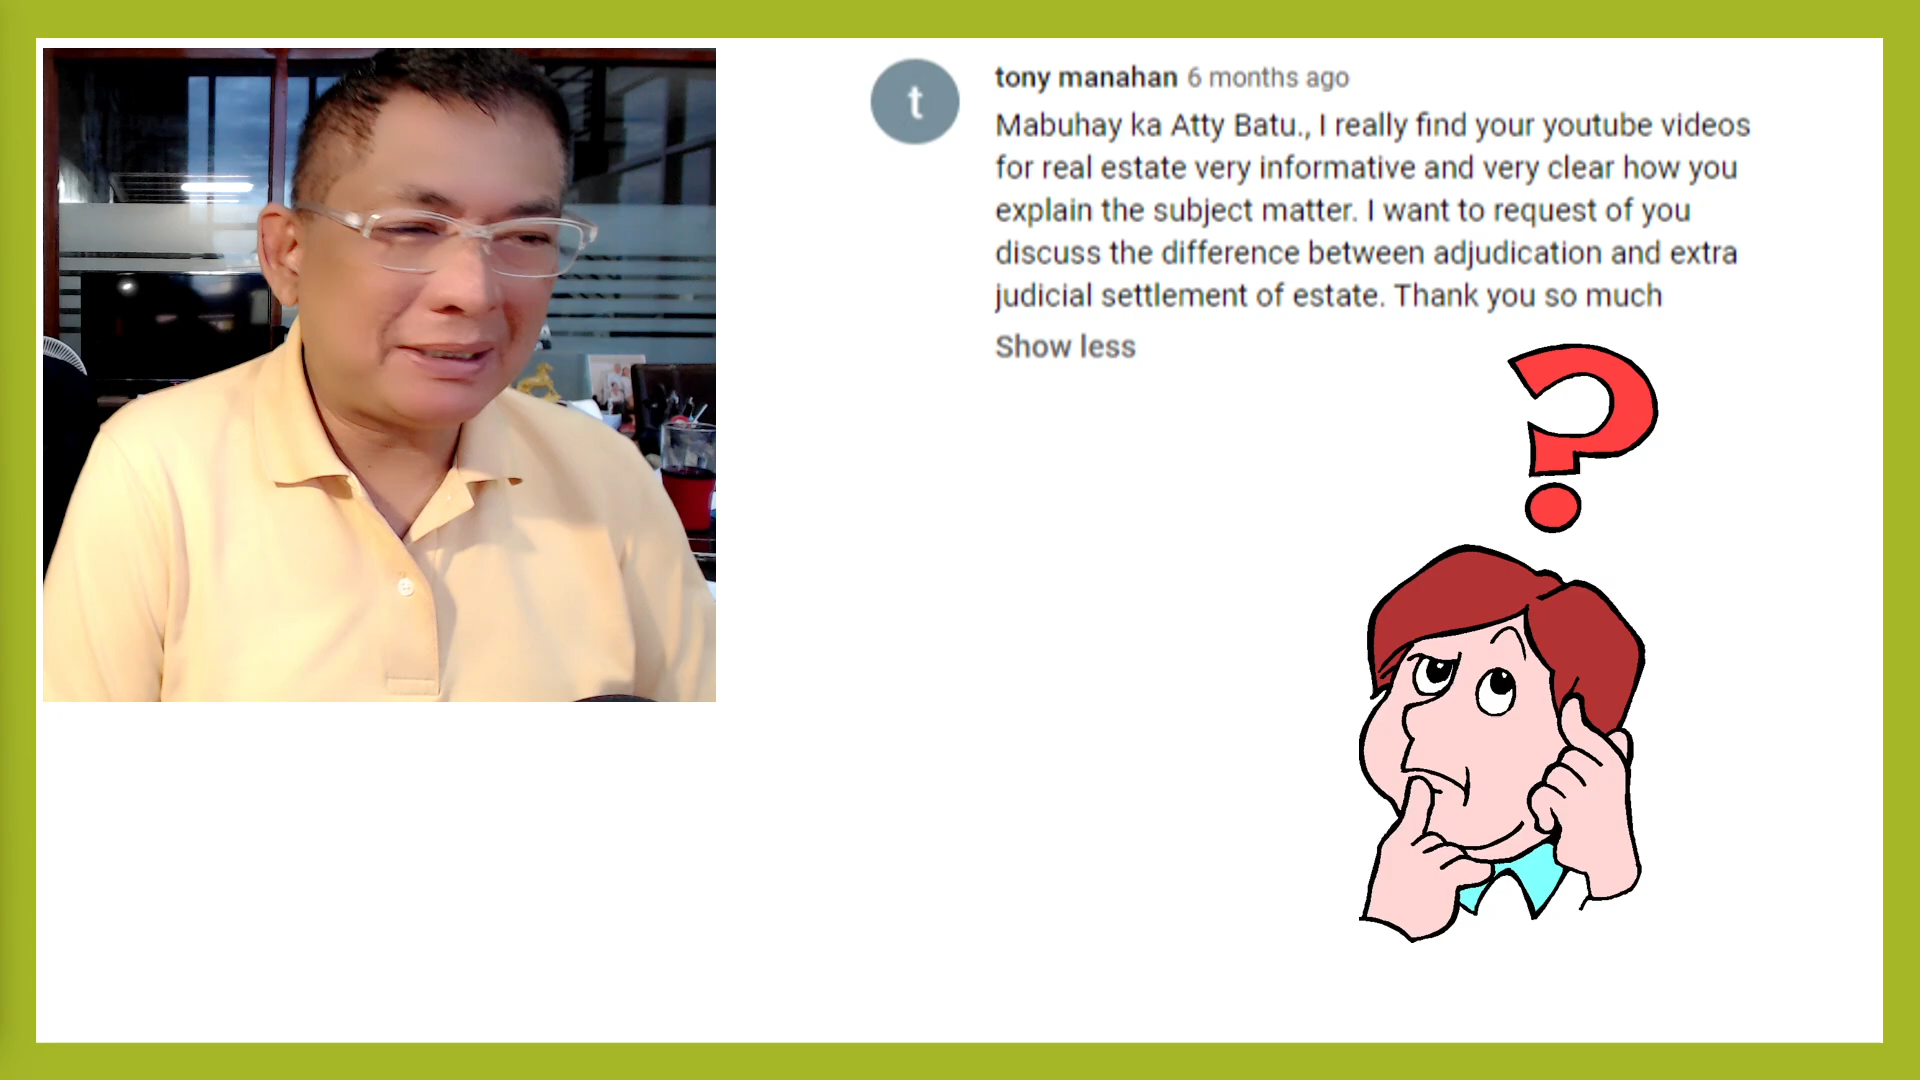 t
tony manahan 6 months ago
Mabuhay ka Atty Batu., I really find your youtube videos
for real estate very informative and very clear how you
explain the subject matter. I want to request of you
discuss the difference between adjudication and extra
judicial settlement of estate. Thank you so much
Show less
?